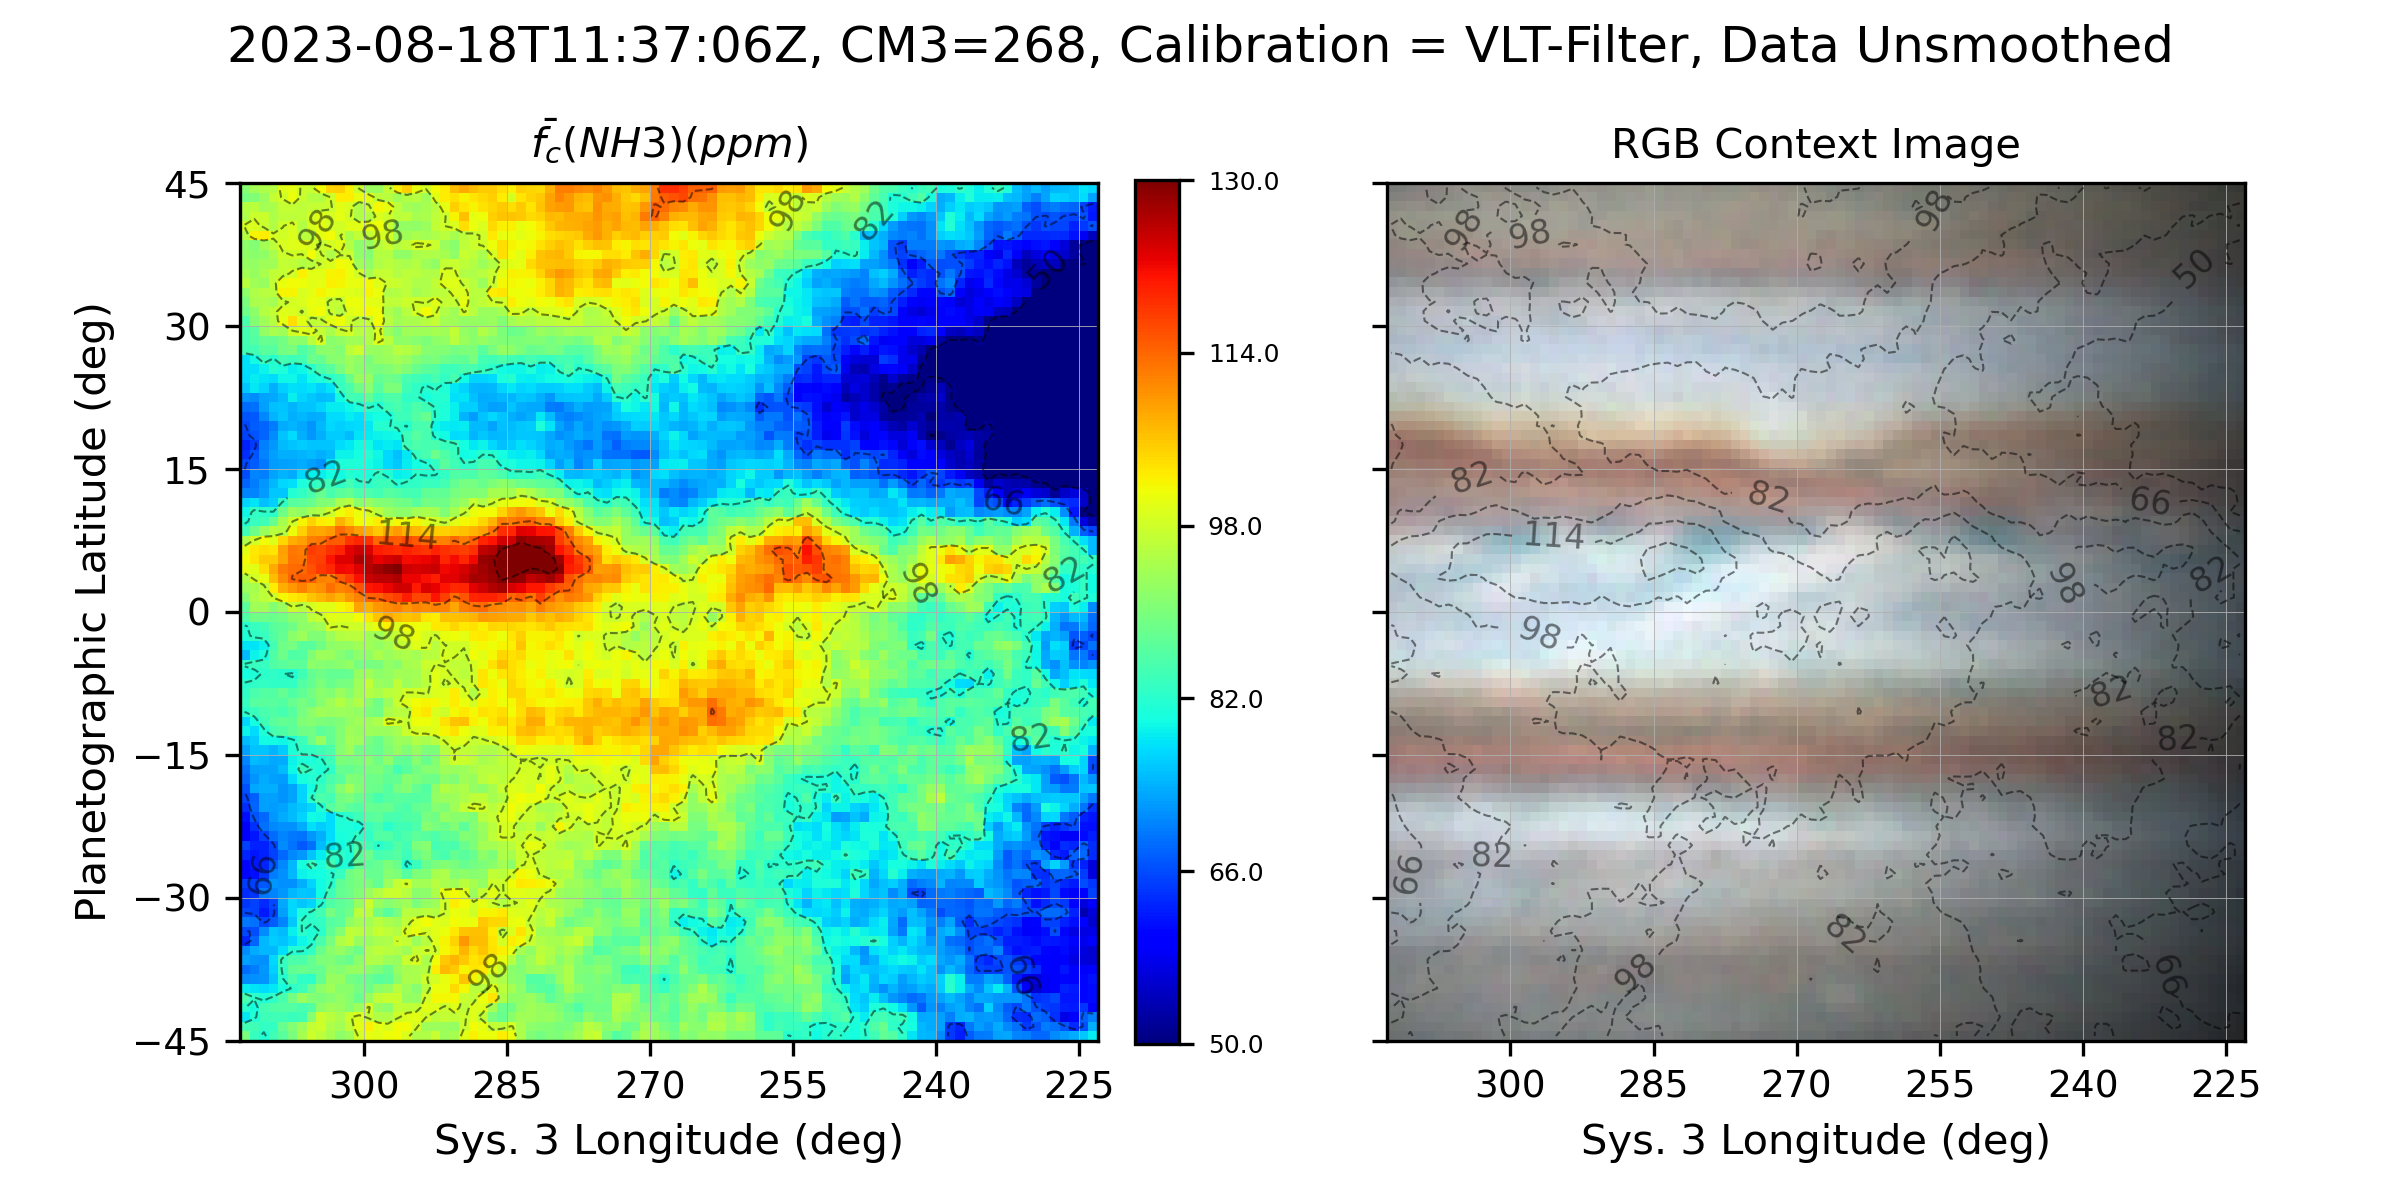 2023-08-18T11:37:06Z, CM3=268, Calibration = VLT-Filter, Data Unsmoothed
f̄c(NH3)(ppm)
RGB Context Image
Planetographic Latitude (deg)
45
30
15
0
−15
−30
−45
300 285 270 255 240 225
Sys. 3 Longitude (deg)
98 98 98 82 50
82 66
114
98 82
98
82
66 82
98 66
130.0
114.0
98.0
82.0
66.0
50.0
98 98 98 50
82 82 66
114
98 82
98
82
82
66 82
82
98 66
300 285 270 255 240 225
Sys. 3 Longitude (deg)